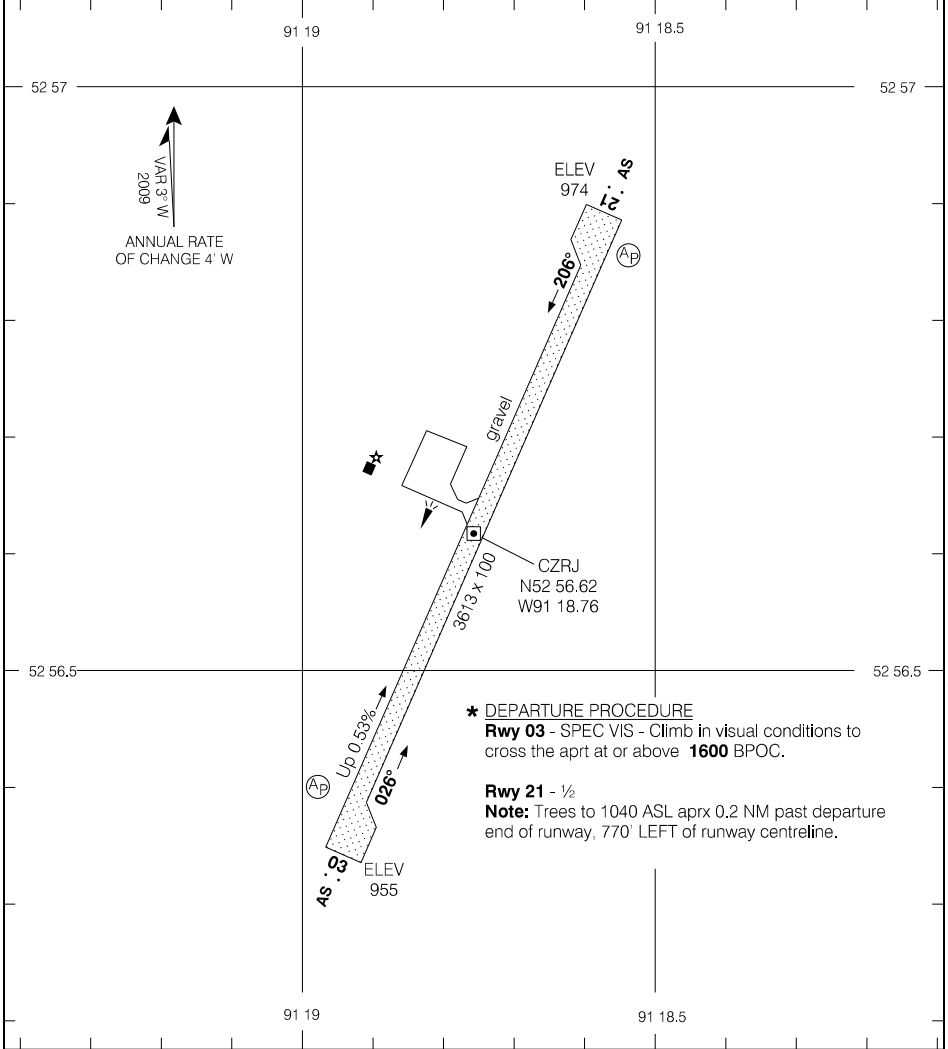 91 19
91 18.5
52 57
52 57
VAR 3° W
2009
ANNUAL RATE
OF CHANGE 4' W
ELEV
974
21
AS
AP
206°
gravel
3613 x 100
CZRJ
N52 56.62
W91 18.76
52 56.5
52 56.5
Up 0.53%
026°
AP
03
AS
ELEV
955
* DEPARTURE PROCEDURE
Rwy 03 - SPEC VIS - Climb in visual conditions to
cross the aprt at or above 1600 BPOC.
Rwy 21 - ½
Note: Trees to 1040 ASL aprx 0.2 NM past departure
end of runway, 770' LEFT of runway centreline.
91 19
91 18.5